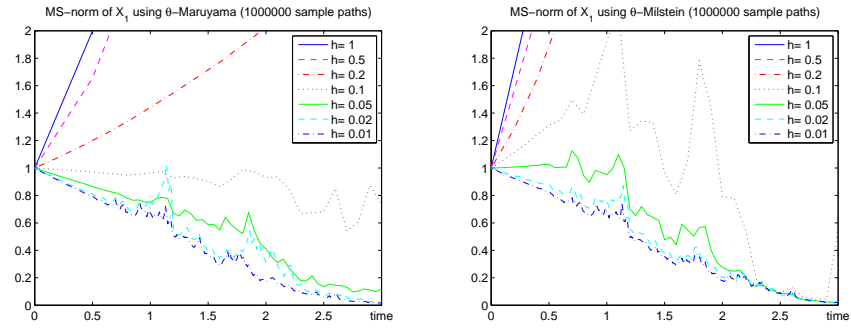 MS-norm of X_1 using θ-Maruyama (1000000 sample paths)
2
1.8
1.6
1.4
1.2
1
0.8
0.6
0.4
0.2
0
0
0.5
1
1.5
2
2.5
time
h= 1
h= 0.5
h= 0.2
h= 0.1
h= 0.05
h= 0.02
h= 0.01
MS-norm of X_1 using θ-Milstein (1000000 sample paths)
2
1.8
1.6
1.4
1.2
1
0.8
0.6
0.4
0.2
0
0
0.5
1
1.5
2
2.5
time
h= 1
h= 0.5
h= 0.2
h= 0.1
h= 0.05
h= 0.02
h= 0.01